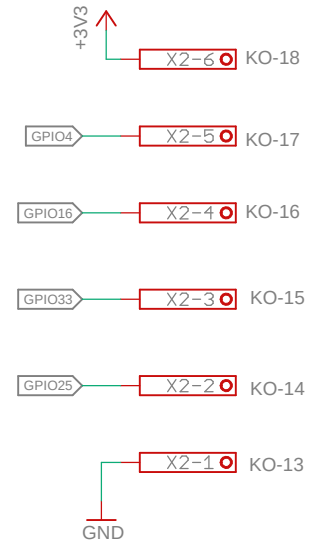 +3V3
X2-6 KO-18
GPIO4 X2-5 KO-17
GPIO16 X2-4 KO-16
GPIO33 X2-3 KO-15
GPIO25 X2-2 KO-14
X2-1 KO-13
GND